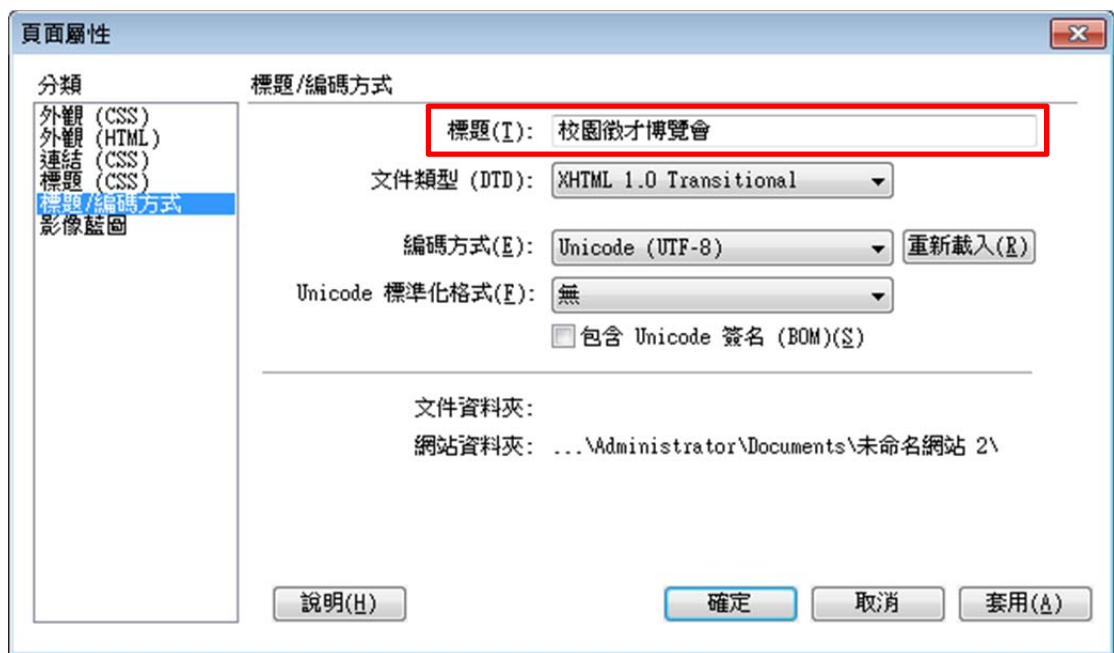 頁面屬性
分類
外觀 (CSS)
外觀 (HTML)
連結 (CSS)
標題 (CSS)
標題/編碼方式
影像藍圖
標題/編碼方式
標題(T): 校園徵才博覽會
文件類型 (DTD): XHTML 1.0 Transitional
編碼方式(E): Unicode (UTF-8) 重新載入(R)
Unicode 標準化格式(F): 無
包含 Unicode 簽名 (BOM)(S)
文件資料夾:
網站資料夾: ...\Administrator\Documents\未命名網站 2\
說明(H) 確定 取消 套用(A)